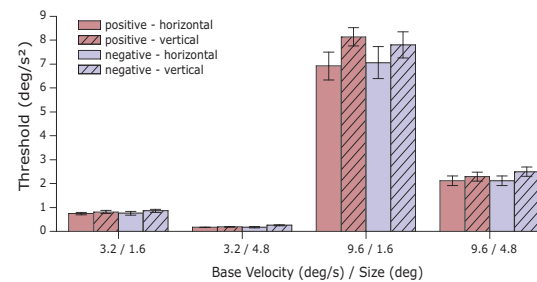 9
8
7
6
5
4
3
2
1
0
Threshold (deg/s²)
positive - horizontal
positive - vertical
negative - horizontal
negative - vertical
3.2 / 1.6
3.2 / 4.8
9.6 / 1.6
9.6 / 4.8
Base Velocity (deg/s) / Size (deg)